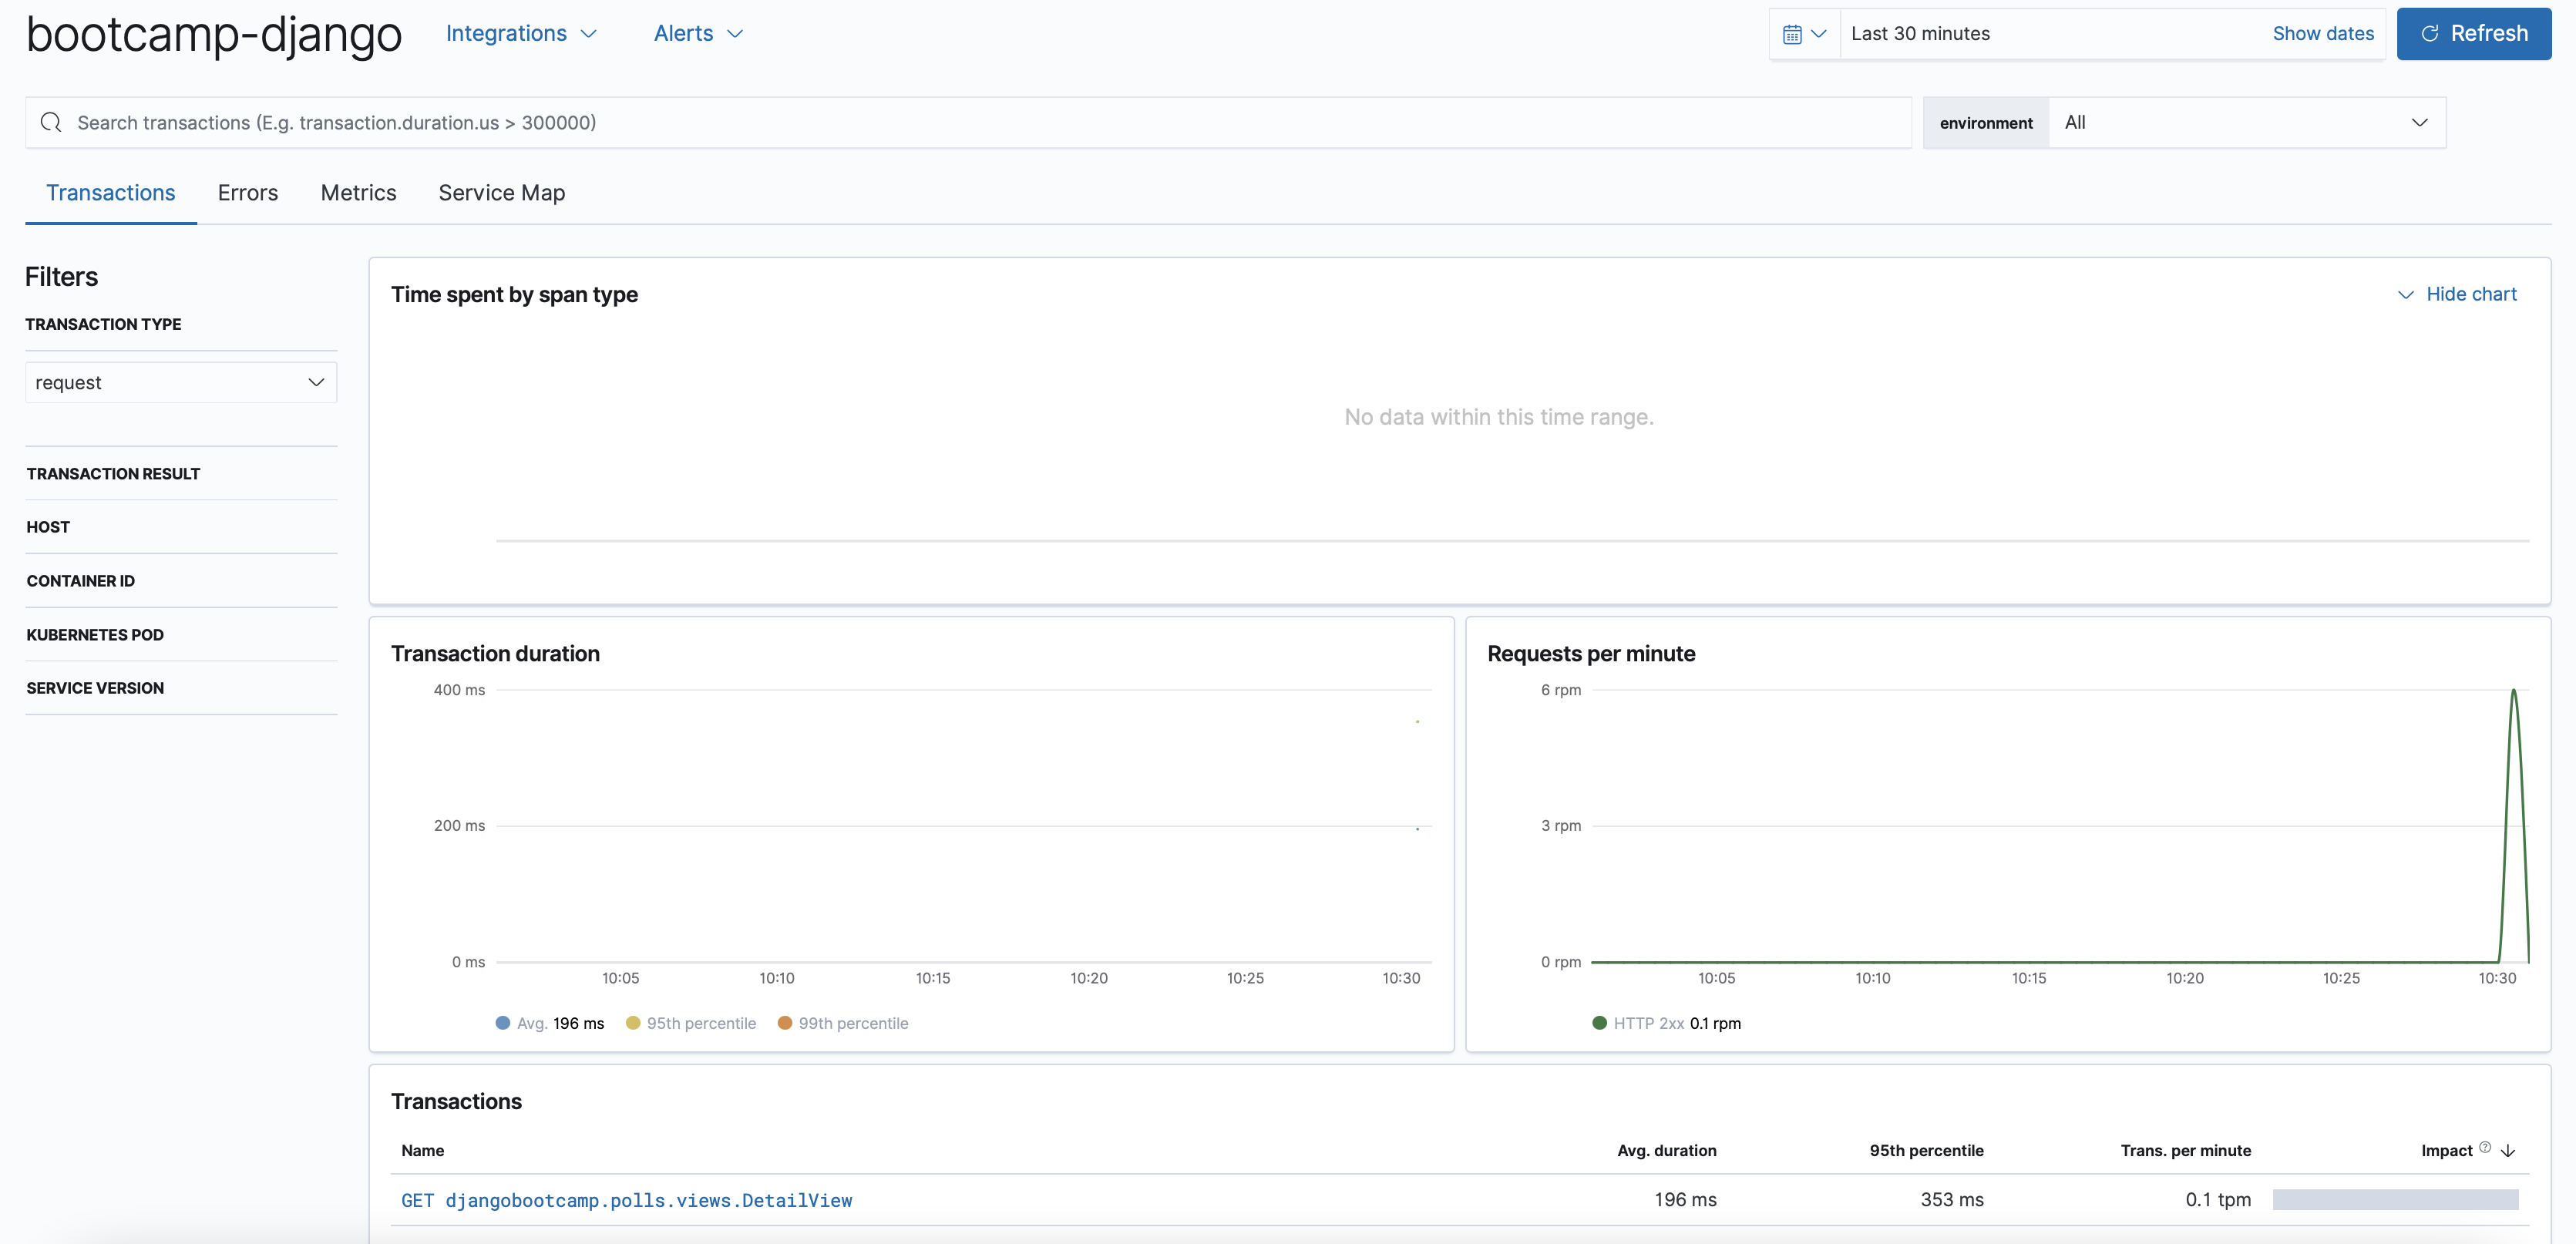 bootcamp-django Integrations Alerts Last 30 minutes Show dates Refresh
Search transactions (E.g. transaction.duration.us > 300000) environment All
Transactions Errors Metrics Service Map
Filters
TRANSACTION TYPE
request
TRANSACTION RESULT
HOST
CONTAINER ID
KUBERNETES POD
SERVICE VERSION
Time spent by span type Hide chart
No data within this time range.
Transaction duration
400 ms
200 ms
0 ms
10:05 10:10 10:15 10:20 10:25 10:30
Avg. 196 ms 95th percentile 99th percentile
Requests per minute
6 rpm
3 rpm
0 rpm
10:05 10:10 10:15 10:20 10:25 10:30
HTTP 2xx 0.1 rpm
Transactions
Name Avg. duration 95th percentile Trans. per minute Impact
GET djangobootcamp.polls.views.DetailView 196 ms 353 ms 0.1 tpm